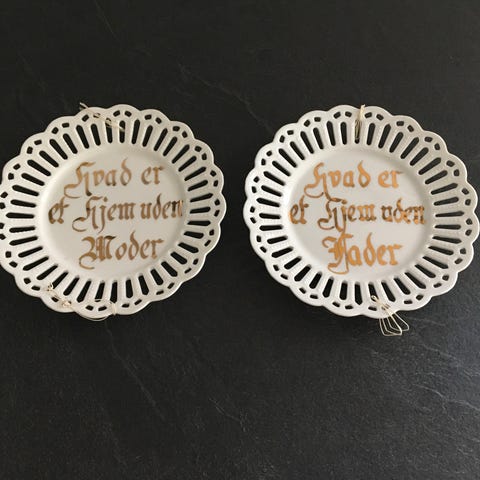 Hvad er
et Hjem uden
Moder
Hvad er
et Hjem uden
Fader